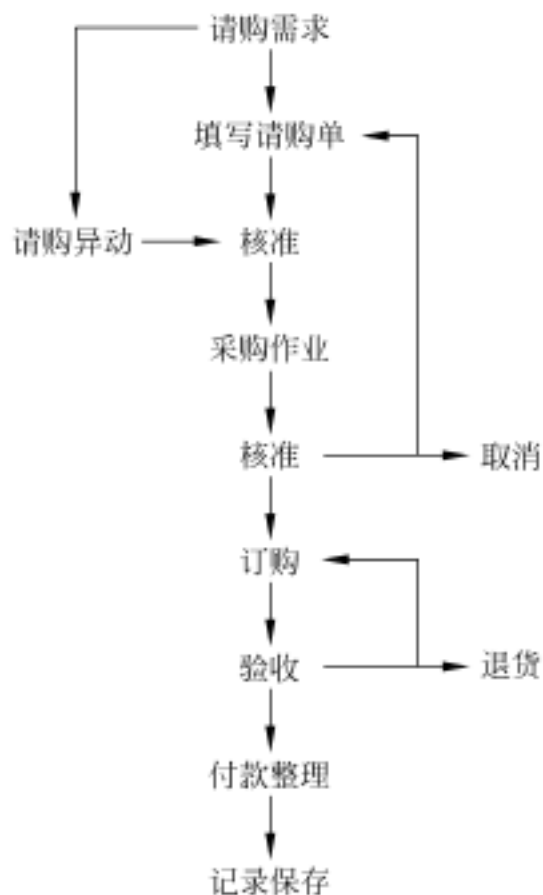 请购需求
填写请购单
请购异动
核准
采购作业
核准
取消
订购
验收
退货
付款整理
记录保存